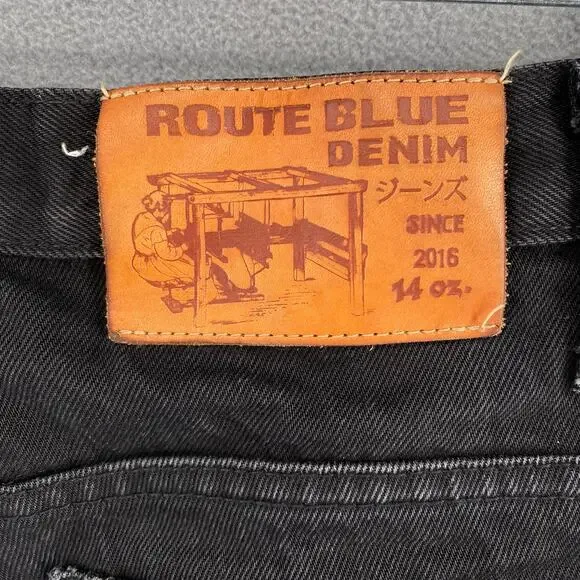 ROUTE BLUE
DENIM
ジーンズ
SINCE
2016
14 oz.